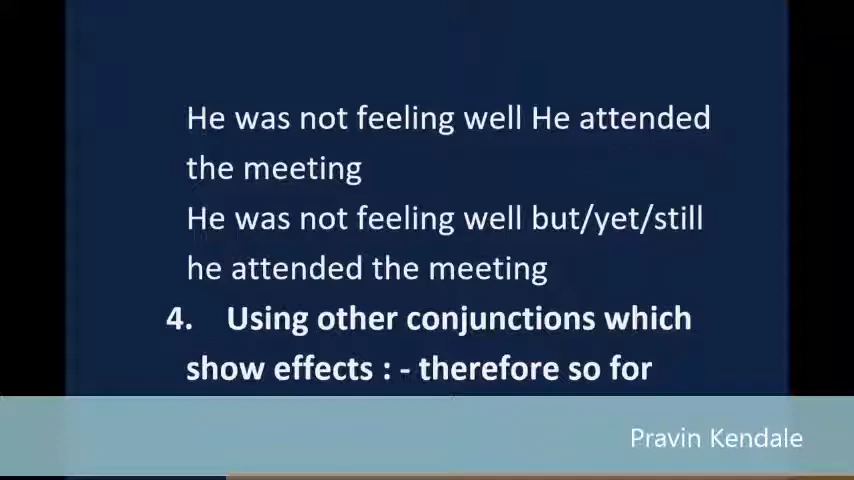 He was not feeling well He attended
the meeting
He was not feeling well but/yet/still
he attended the meeting
4. Using other conjunctions which
show effects : - therefore so for
Pravin Kendale